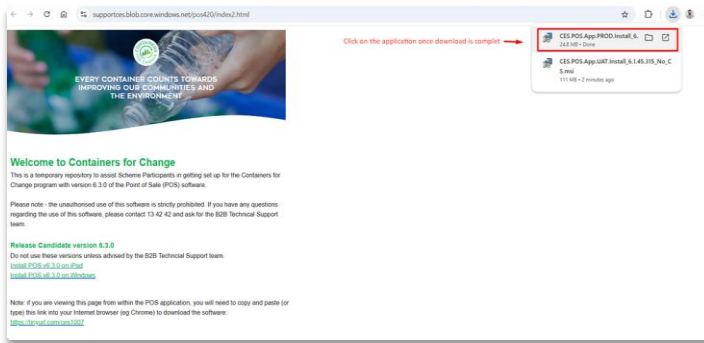 supportces.blob.core.windows.net/pos420/index2.html
Click on the application once download is complet
CES.POS.App.PROD.Install_6.
24.8 MB • Done
CES.POS.App.UAT.Install_6.1.45.315_No_C
S.msi
111 MB • 2 minutes ago
EVERY CONTAINER COUNTS TOWARDS
IMPROVING OUR COMMUNITIES AND
THE ENVIRONMENT
Welcome to Containers for Change
This is a temporary repository to assist Scheme Participants in getting set up for the Containers for
Change program with version 6.3.0 of the Point of Sale (POS) software.
Please note - the unauthorised use of this software is strictly prohibited. If you have any questions
regarding the use of this software, please contact 13 42 42 and ask for the B2B Technical Support
team.
Release Candidate version 6.3.0
Do not use these versions unless advised by the B2B Techncial Support team.
Install POS v6.3.0 on iPad
Install POS v6.3.0 on Windows
Note: if you are viewing this page from within the POS application, you will need to copy and paste (or
type) this link into your Internet browser (eg Chrome) to download the software:
https://tinyurl.com/ces1007